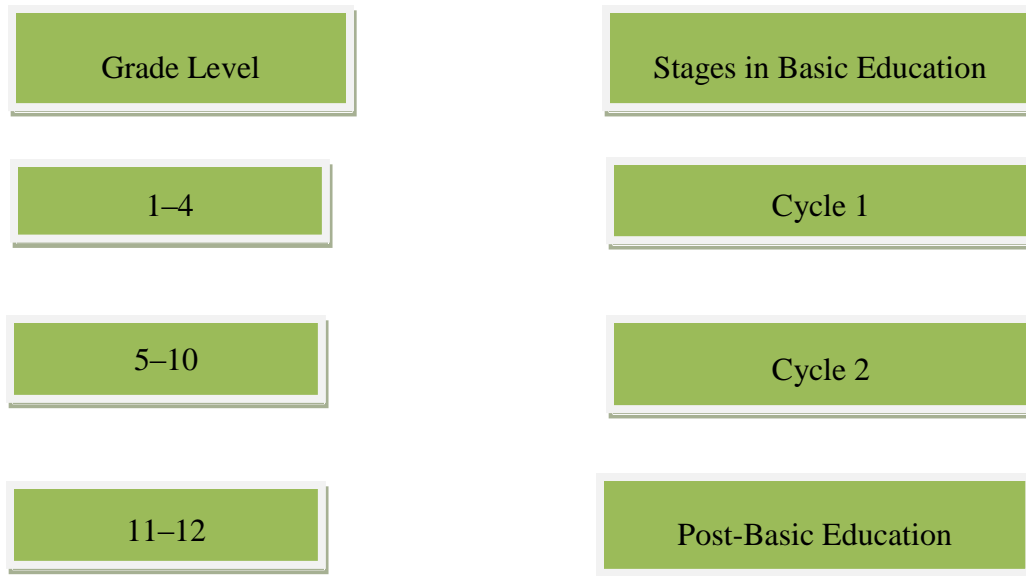 Grade Level
Stages in Basic Education
1–4
Cycle 1
5–10
Cycle 2
11–12
Post-Basic Education